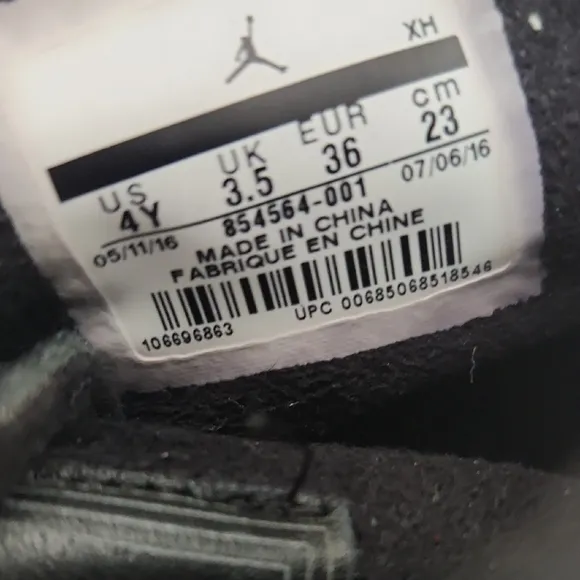 XH
US UK EUR cm
4Y 3.5 36 23
05/11/16 854564-001 07/06/16
MADE IN CHINA
FABRIQUE EN CHINE
106696863 UPC 00685068518546